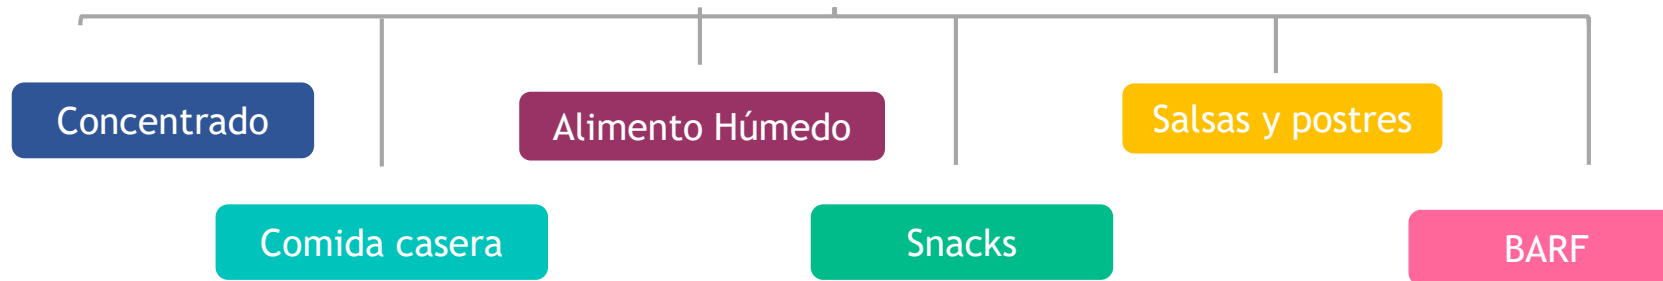 Concentrado
Comida casera
Alimento Húmedo
Snacks
Salsas y postres
BARF